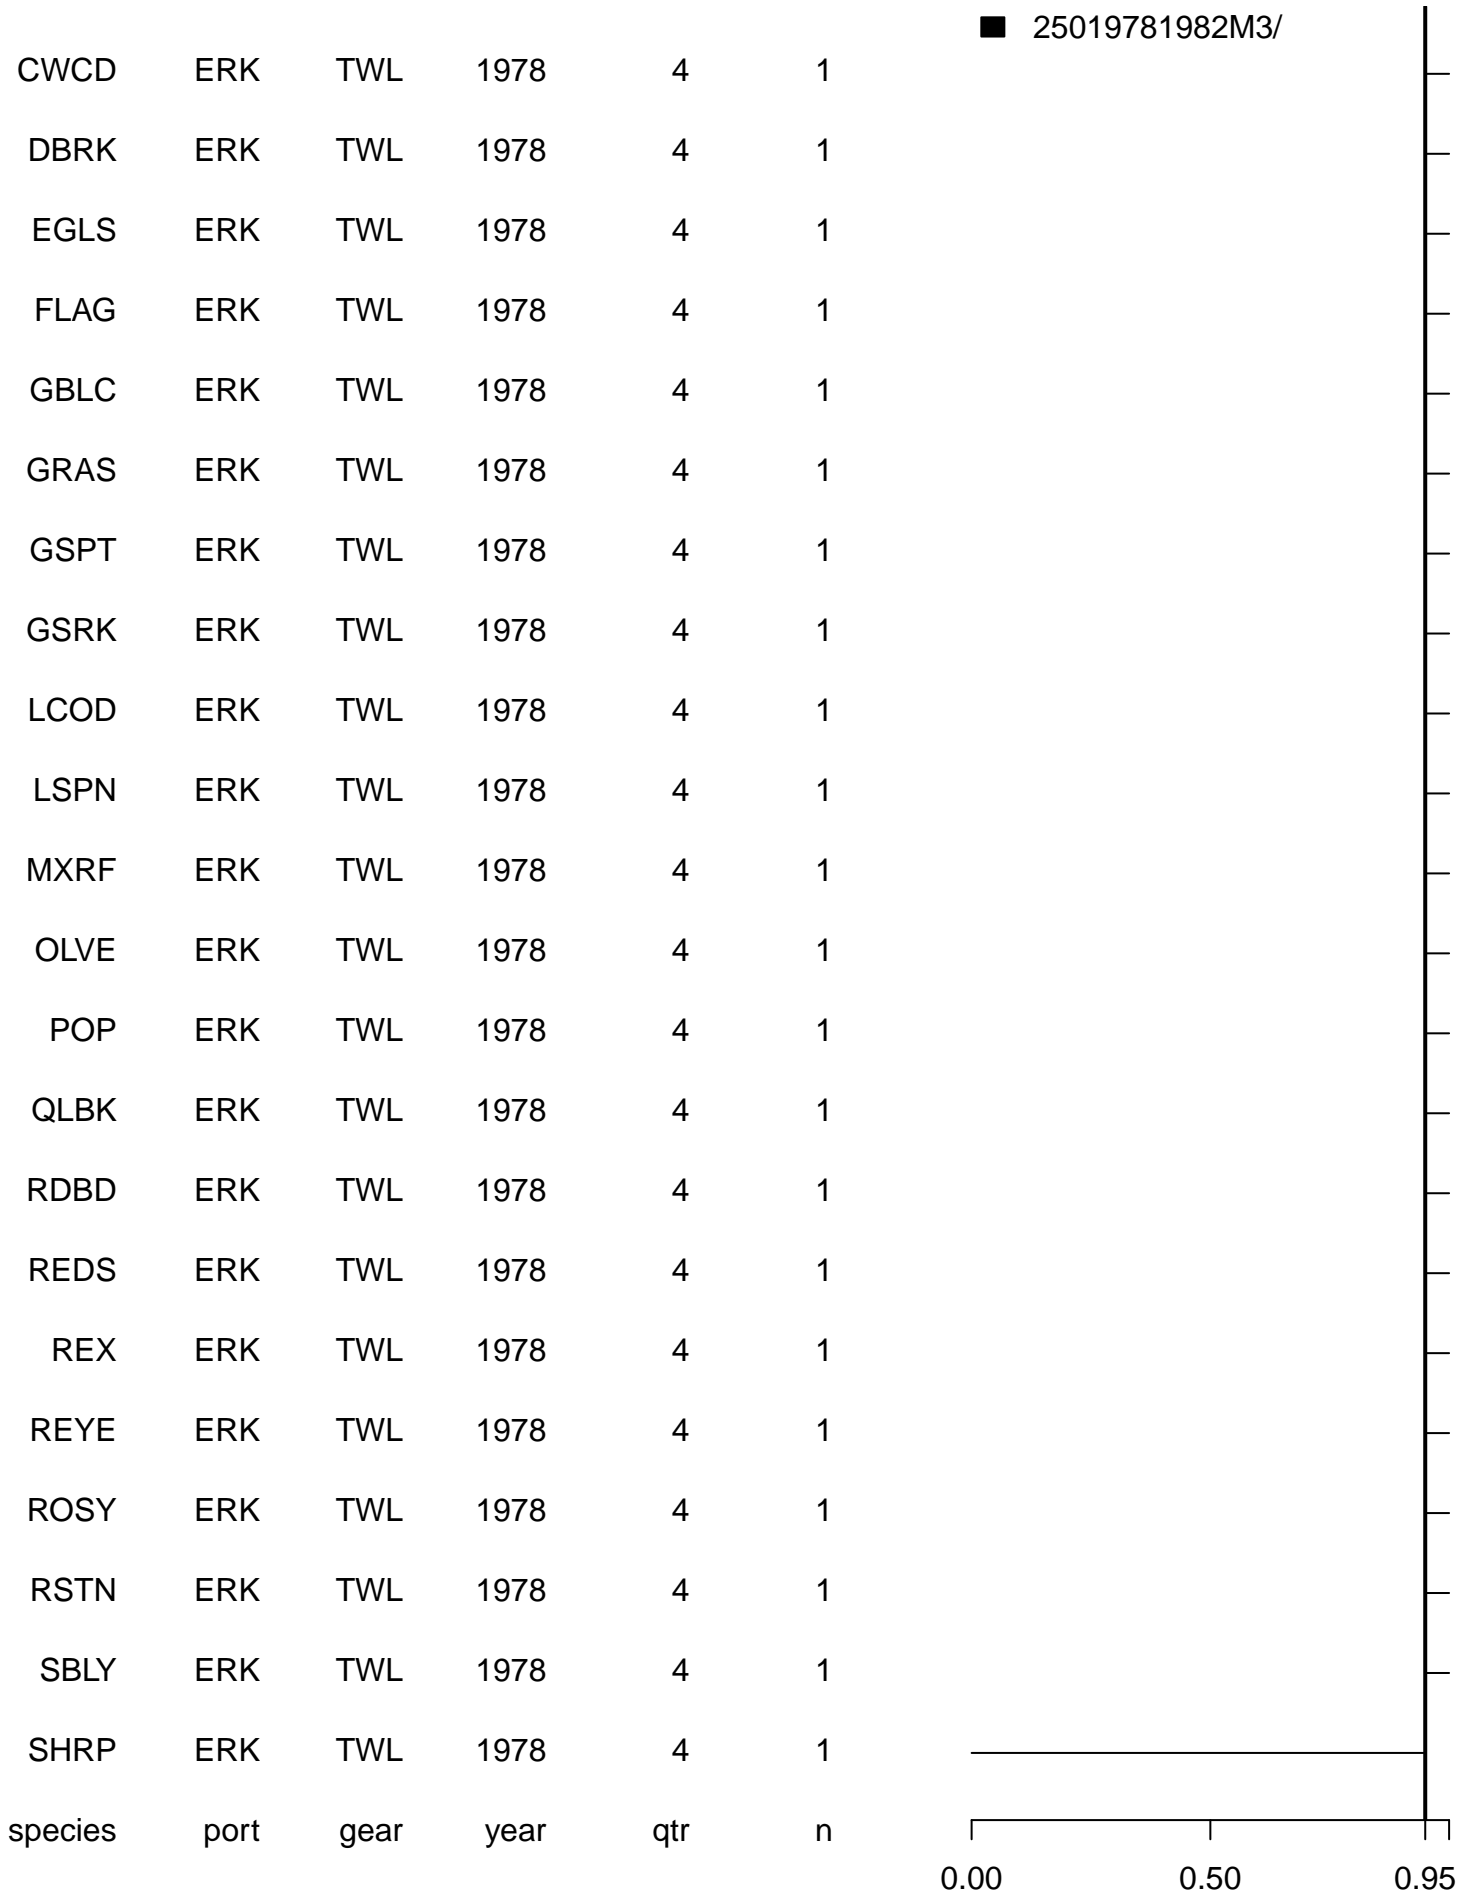 25019781982M3/
CWCD ERK TWL 1978 4 1
DBRK ERK TWL 1978 4 1
EGLS ERK TWL 1978 4 1
FLAG ERK TWL 1978 4 1
GBLC ERK TWL 1978 4 1
GRAS ERK TWL 1978 4 1
GSPT ERK TWL 1978 4 1
GSRK ERK TWL 1978 4 1
LCOD ERK TWL 1978 4 1
LSPN ERK TWL 1978 4 1
MXRF ERK TWL 1978 4 1
OLVE ERK TWL 1978 4 1
POP ERK TWL 1978 4 1
QLBK ERK TWL 1978 4 1
RDBD ERK TWL 1978 4 1
REDS ERK TWL 1978 4 1
REX ERK TWL 1978 4 1
REYE ERK TWL 1978 4 1
ROSY ERK TWL 1978 4 1
RSTN ERK TWL 1978 4 1
SBLY ERK TWL 1978 4 1
SHRP ERK TWL 1978 4 1
species port gear year qtr n
0.00 0.50 0.95